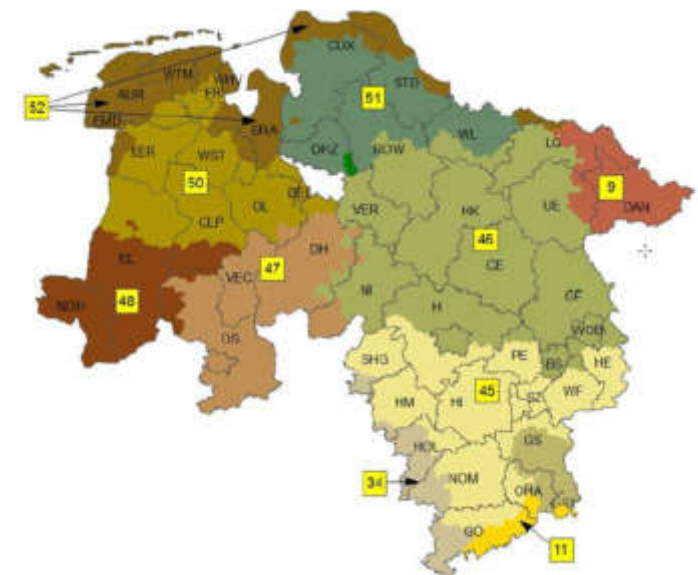 CUX
WTM
WHV
AUR
FRI
STD
52
51
EMD
BRA
LER
WST
OHZ
ROW
WL
LG
50
DEL
9
OL
VER
HK
UE
DAN
CLP
46
EL
DH
47
CE
VEC
NOH
48
NI
H
GF
OS
WOB
SHG
PE
BS
HE
HM
HI
45
SZ
WF
HOL
GS
34
NOM
OHA
GÖ
11